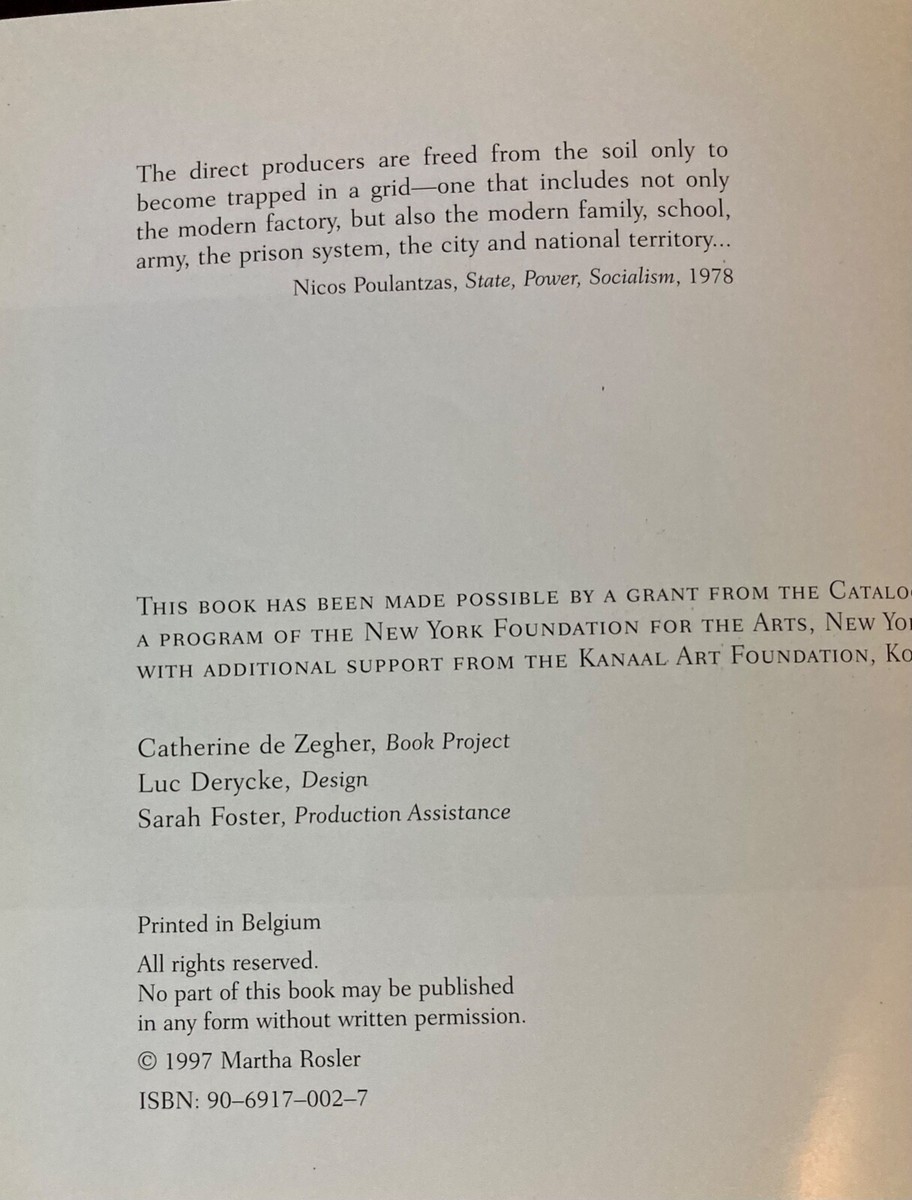 The direct producers are freed from the soil only to
become trapped in a grid—one that includes not only
the modern factory, but also the modern family, school,
army, the prison system, the city and national territory...
Nicos Poulantzas, State, Power, Socialism, 1978
THIS BOOK HAS BEEN MADE POSSIBLE BY A GRANT FROM THE
A PROGRAM OF THE NEW YORK FOUNDATION FOR THE ARTS, NEW
WITH ADDITIONAL SUPPORT FROM THE KANAAL ART FOUNDATION,
Catherine de Zegher, Book Project
Luc Derycke, Design
Sarah Foster, Production Assistance
Printed in Belgium
All rights reserved.
No part of this book may be published
in any form without written permission.
© 1997 Martha Rosler
ISBN: 90–6917–002–7